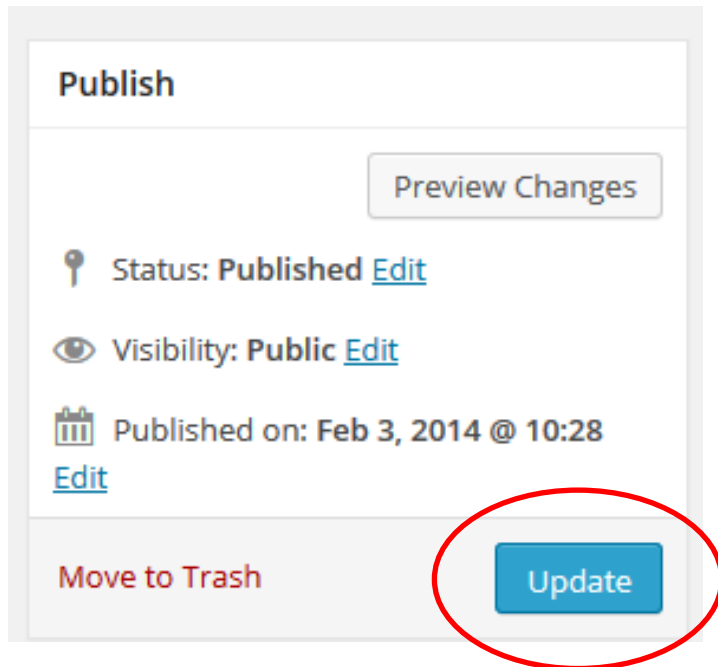 Publish
Preview Changes
Status: Published Edit
Visibility: Public Edit
Published on: Feb 3, 2014 @ 10:28
Edit
Move to Trash
Update